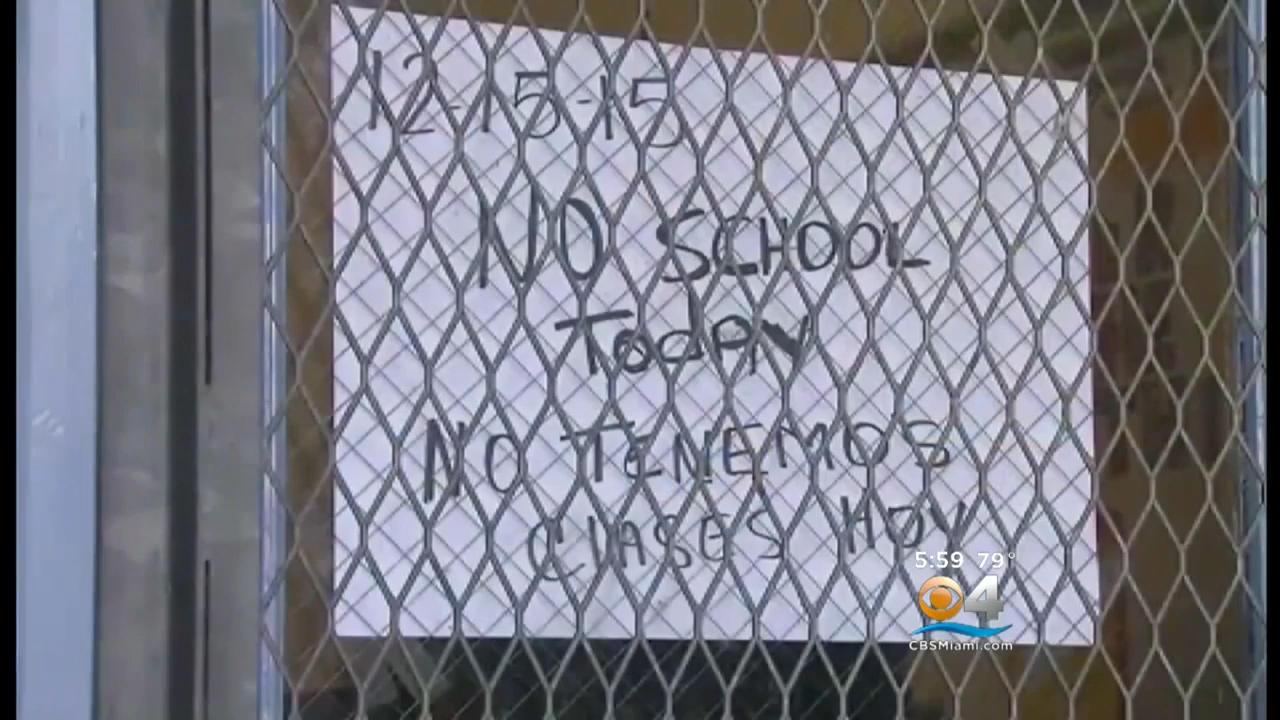 12-15-15
NO SCHOOL
TodAy
NO TENEMOS
CLASES HOY
5:59 79°
4
CBSMiami.com